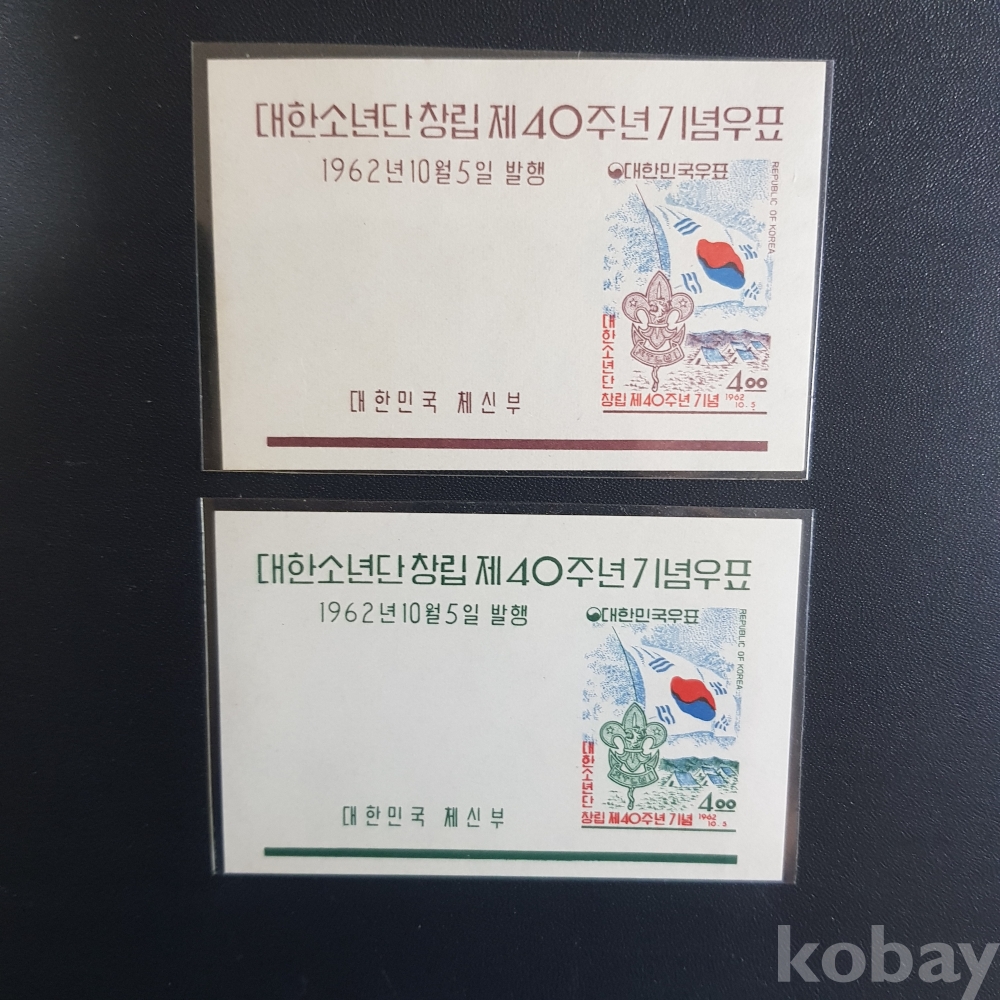 대한소년단창립 제40주년기념우표
1962년10월5일 발행
대한민국우표
REPUBLIC OF KOREA
대한소년단
창립 제40주년 기념
4.00
1962
10.5.
대한민국 체신부
대한소년단창립 제40주년기념우표
1962년10월5일 발행
대한민국우표
REPUBLIC OF KOREA
대한소년단
창립 제40주년 기념
4.00
1962
10.5.
대한민국 체신부
kobay